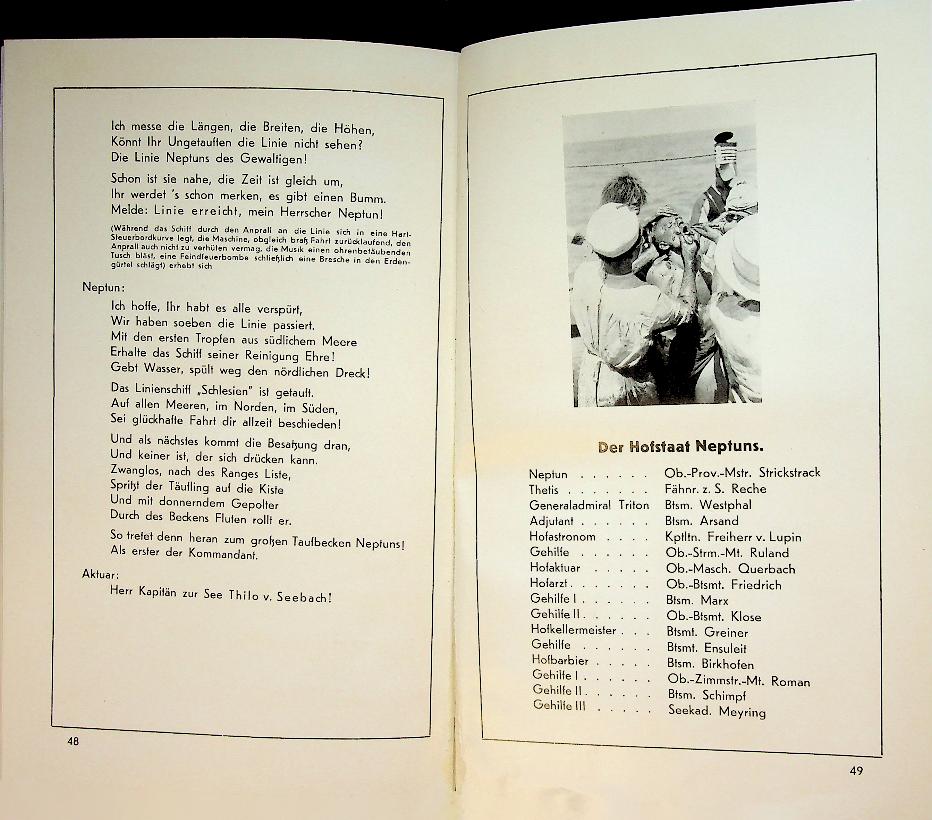 Ich messe die Längen, die Breiten, die Höhen,
Könnt Ihr Ungetauften die Linie nicht sehen?
Die Linie Neptuns des Gewaltigen!
Schon ist sie nahe, die Zeit ist gleich um,
Ihr werdet 's schon merken, es gibt einen Bumm.
Melde: Linie erreicht, mein Herrscher Neptun!
(Während das Schiff durch den Anprall an die Linie sich in eine Hart-
Steuerbordkurve legt, die Maschine, obgleich braß Fahrt zurücklaufend, den
Anprall auch nicht zu verhüten vermag, die Musik einen ohrenbetäubenden
Tusch bläst, eine Feindfeuerbombe schließlich eine Bresche in den Erden-
gürtel schlägt) erhebt sich
Neptun:
Ich hoffe, Ihr habt es alle verspürt,
Wir haben soeben die Linie passiert.
Mit den ersten Tropfen aus südlichem Meere
Erhalte das Schiff seiner Reinigung Ehre!
Gebt Wasser, spült weg den nördlichen Dreck!
Das Linienschiff „Schlesien" ist getauft.
Auf allen Meeren, im Norden, im Süden,
Sei glückhafte Fahrt dir allzeit beschieden!
Und als nächstes kommt die Besatzung dran,
Und keiner ist, der sich drücken kann.
Zwanglos, nach des Ranges Liste,
Spritzt der Täufling auf die Kiste
Und mit donnerndem Gepolter
Durch des Beckens Fluten rollt er.
So tretet denn heran zum großen Taufbecken Neptuns!
Als erster der Kommandant.
Aktuar:
Herr Kapitän zur See Thilo v. Seebach!
48
Der Hofstaat Neptuns.
Neptun . . . . . . Ob.-Prov.-Mstr. Strickstrack
Thetis . . . . . . . Fähnr. z. S. Reche
Generaladmiral Triton Btsm. Westphal
Adjutant . . . . . . Btsm. Arsand
Hofastronom . . . . Kptltn. Freiherr v. Lupin
Gehilfe . . . . . . Ob.-Strm.-Mt. Ruland
Hofaktuar . . . . . Ob.-Masch. Querbach
Hofarzt . . . . . . Ob.-Btsmt. Friedrich
Gehilfe I . . . . . . Btsm. Marx
Gehilfe II . . . . . . Ob.-Btsmt. Klose
Hofkellermeister . . . Btsmt. Greiner
Gehilfe . . . . . . Btsmt. Ensuleit
Hofbarbier . . . . . Btsm. Birkhofen
Gehilfe I . . . . . . Ob.-Zimmstr.-Mt. Roman
Gehilfe II . . . . . . Btsm. Schimpf
Gehilfe III . . . . . Seekad. Meyring
49